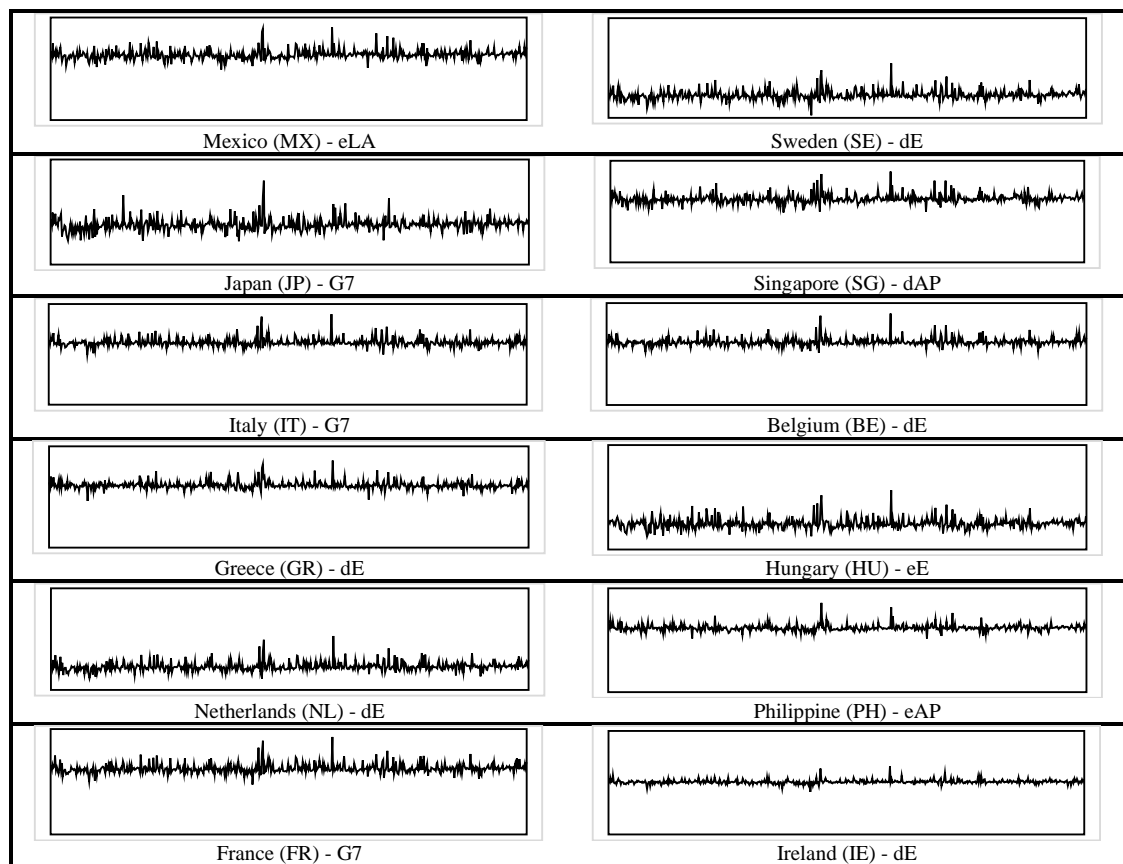 Mexico (MX) - eLA
Sweden (SE) - dE
Japan (JP) - G7
Singapore (SG) - dAP
Italy (IT) - G7
Belgium (BE) - dE
Greece (GR) - dE
Hungary (HU) - eE
Netherlands (NL) - dE
Philippine (PH) - eAP
France (FR) - G7
Ireland (IE) - dE